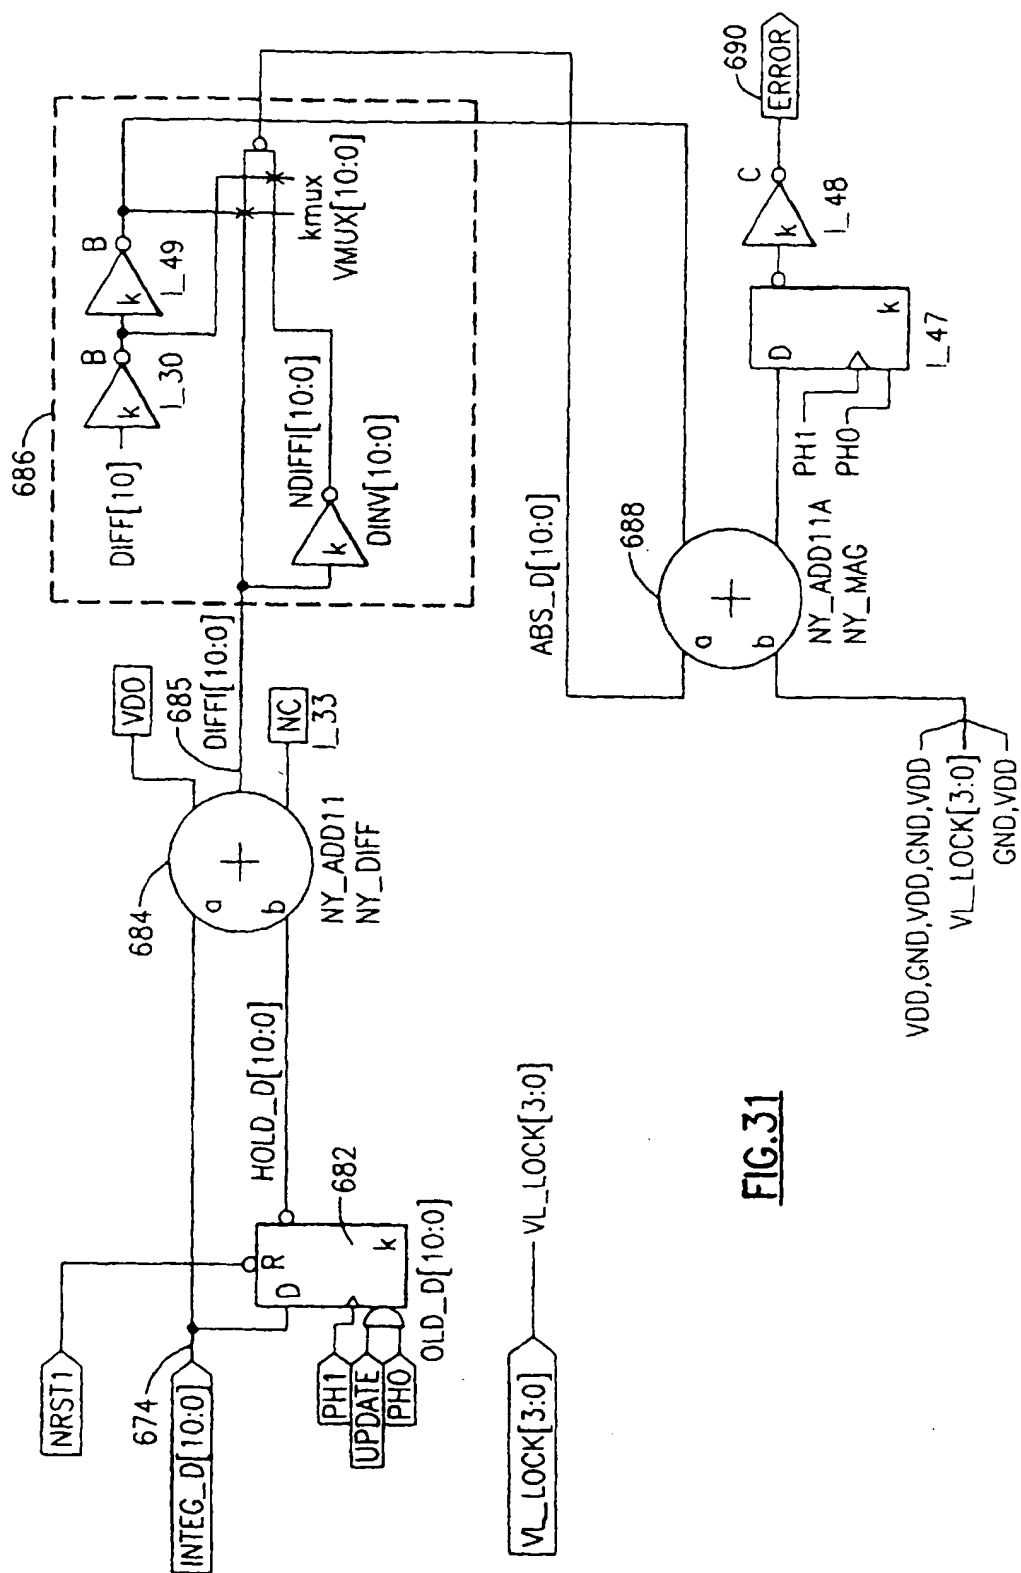 NRST1
674
INTEG_D[10:0]
D
R
682
k
PH1
UPDATE
PH0
OLD_D[10:0]
HOLD_D[10:0]
VL_LOCK[3:0]
VL_LOCK[3:0]
684
a
b
NY_ADD11
NY_DIFF
VDD
685
DIFFI[10:0]
NC
I_33
686
DIFF[10]
k
B
I_30
k
B
I_49
NDIFFI[10:0]
k
DINV[10:0]
kmux
VMUX[10:0]
ABS_D[10:0]
688
a
b
NY_ADD11A
NY_MAG
VDD,GND,VDD,GND,VDD
VL_LOCK[3:0]
GND,VDD
PH1
PH0
D
k
I_47
k
C
I_48
690
ERROR
FIG.31